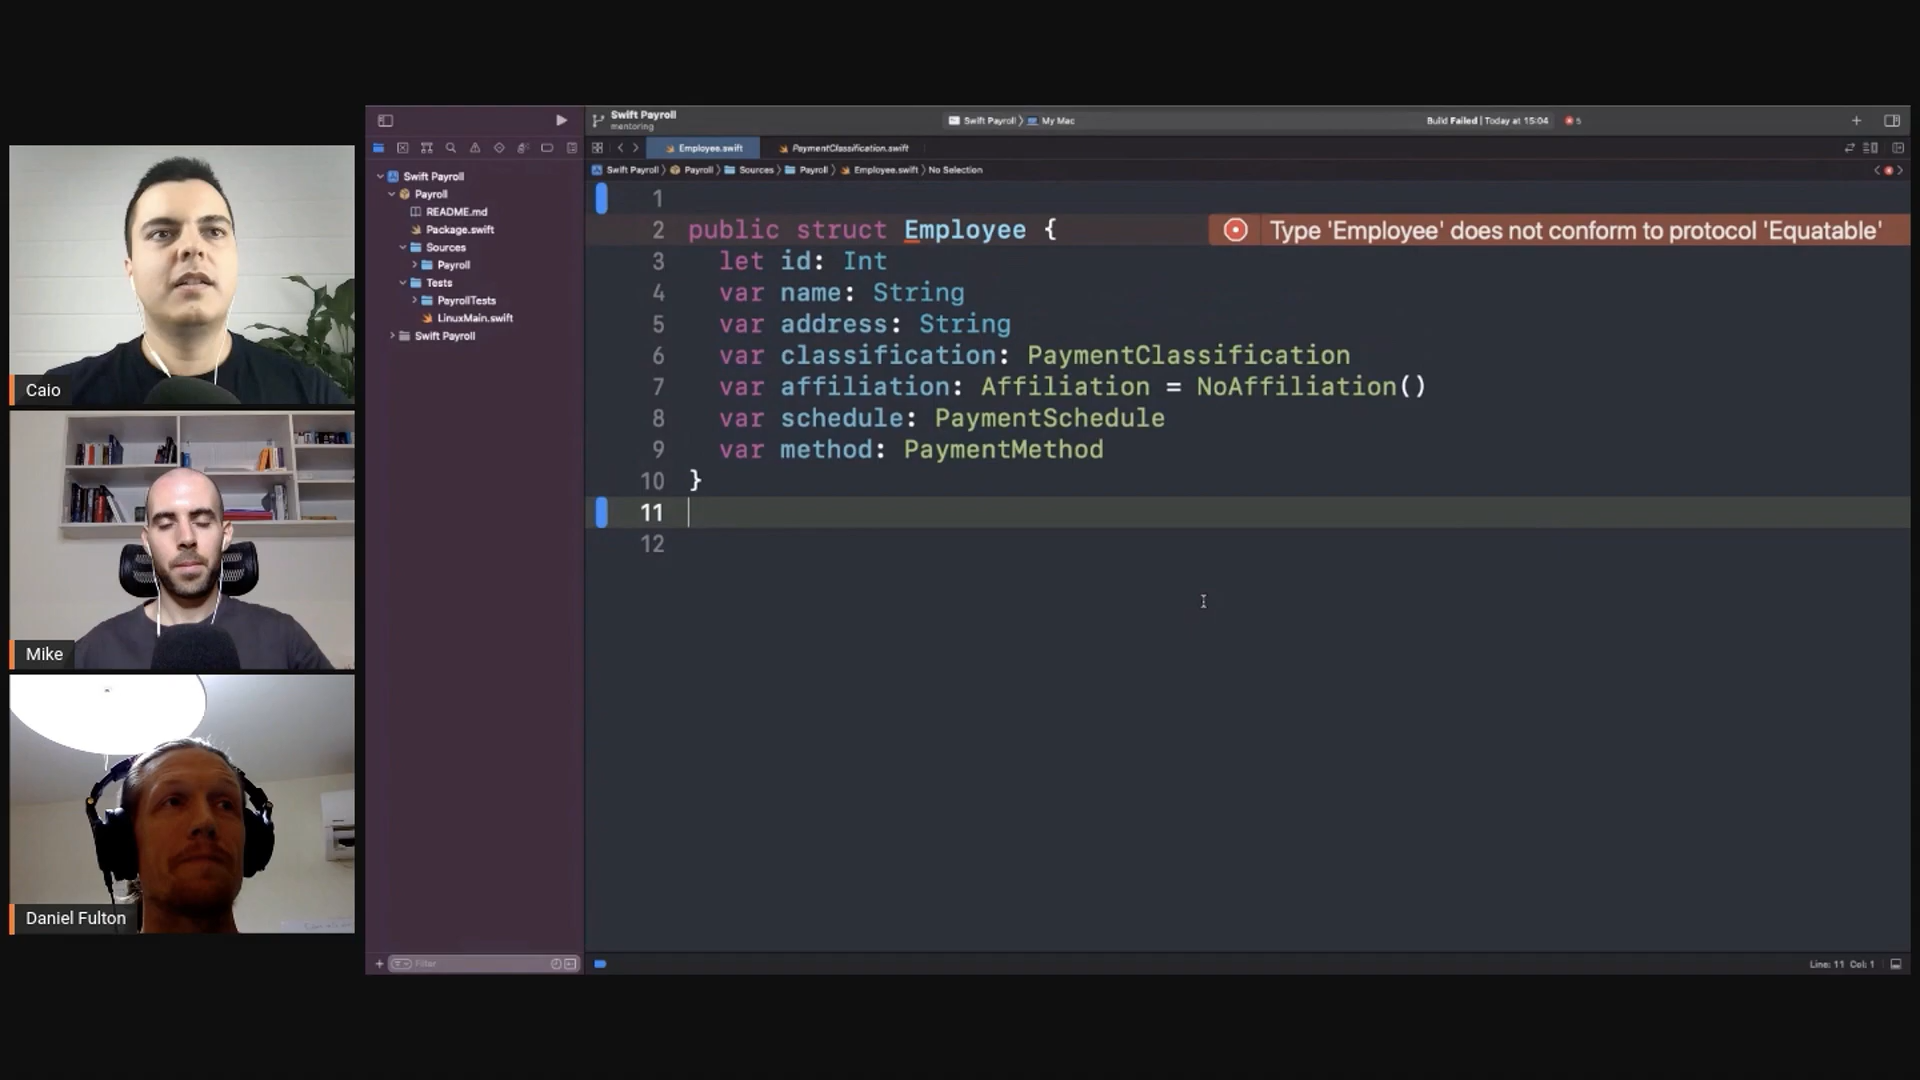 Caio
Mike
Daniel Fulton
Swift Payroll
mentoring
Swift Payroll 〉 My Mac
Build Failed | Today at 15:04
5
Employee.swift
PaymentClassification.swift
Swift Payroll 〉 Payroll 〉 Sources 〉 Payroll 〉 Employee.swift 〉 No Selection
Swift Payroll
Payroll
README.md
Package.swift
Sources
Payroll
Tests
PayrollTests
LinuxMain.swift
Swift Payroll
Filter
1
2 public struct Employee {
Type 'Employee' does not conform to protocol 'Equatable'
3 let id: Int
4 var name: String
5 var address: String
6 var classification: PaymentClassification
7 var affiliation: Affiliation = NoAffiliation()
8 var schedule: PaymentSchedule
9 var method: PaymentMethod
10 }
11
12
Line: 11 Col: 1